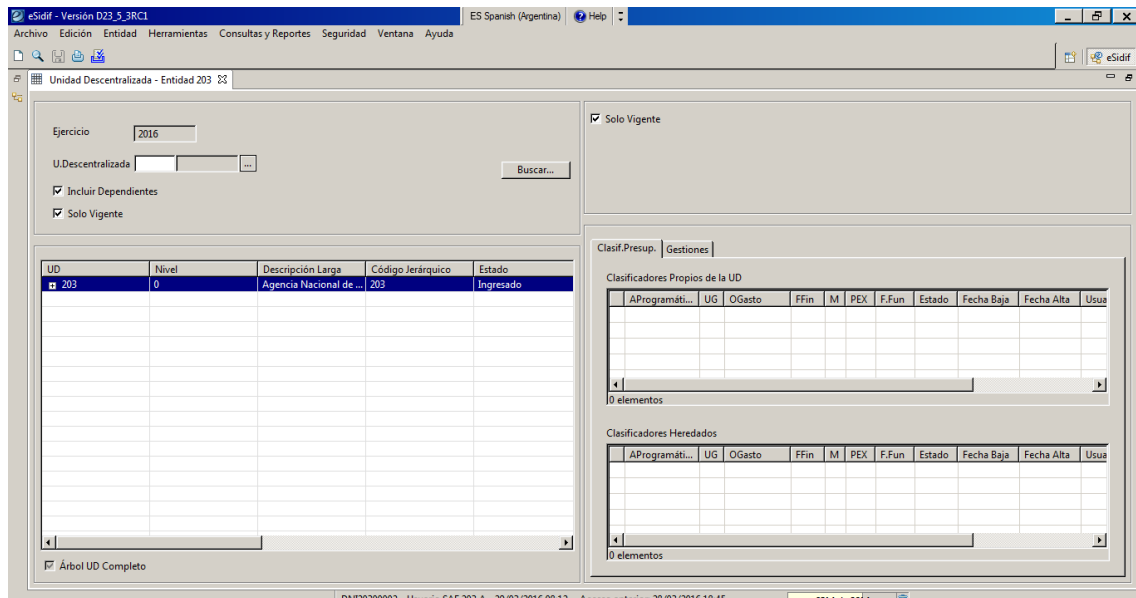 eSidif - Versión D23_5_3RC1 ES Spanish (Argentina) Help
Archivo Edición Entidad Herramientas Consultas y Reportes Seguridad Ventana Ayuda
eSidif
Unidad Descentralizada - Entidad 203
Ejercicio 2016
U.Descentralizada ...
Buscar...
Incluir Dependientes
Solo Vigente
Solo Vigente
UD Nivel Descripción Larga Código Jerárquico Estado
203 0 Agencia Nacional de ... 203 Ingresado
Árbol UD Completo
Clasif.Presup. Gestiones
Clasificadores Propios de la UD
AProgramáti... UG OGasto FFin M PEX F.Fun Estado Fecha Baja Fecha Alta Usua
0 elementos
Clasificadores Heredados
AProgramáti... UG OGasto FFin M PEX F.Fun Estado Fecha Baja Fecha Alta Usua
0 elementos